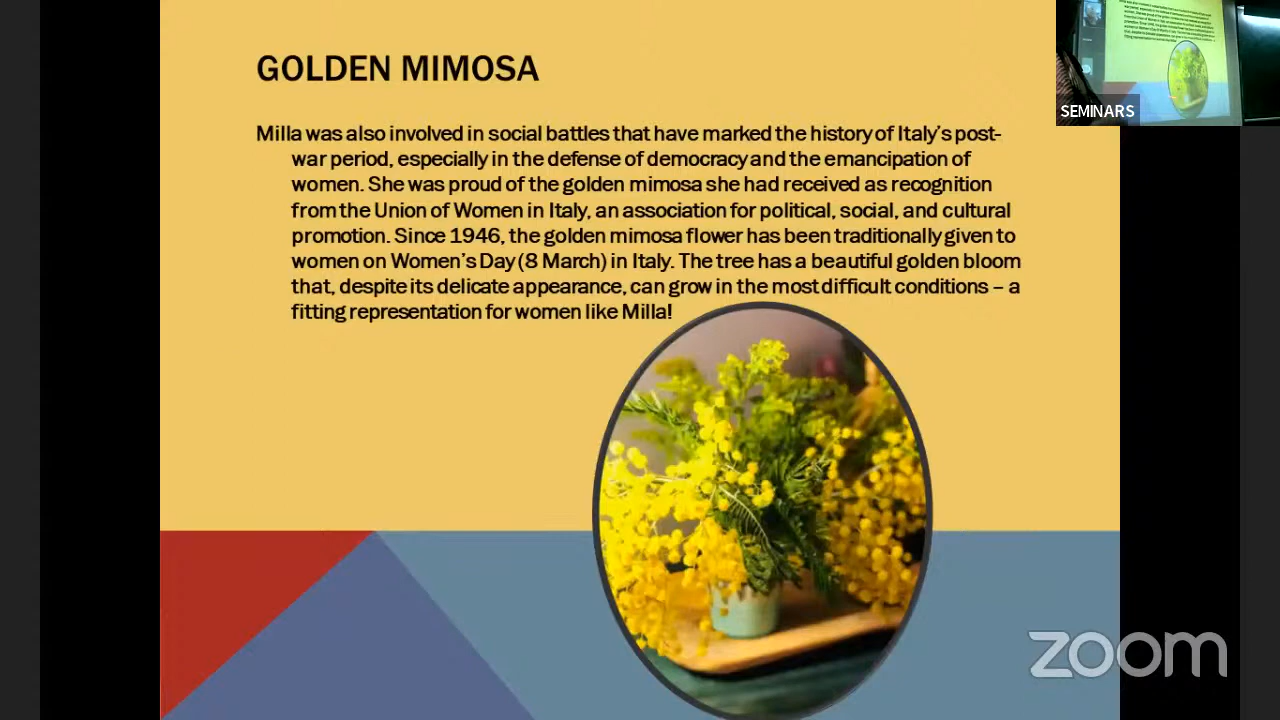 GOLDEN MIMOSA
Milla was also involved in social battles that have marked the history of Italy's post-
war period, especially in the defense of democracy and the emancipation of
women. She was proud of the golden mimosa she had received as recognition
from the Union of Women in Italy, an association for political, social, and cultural
promotion. Since 1946, the golden mimosa flower has been traditionally given to
women on Women's Day (8 March) in Italy. The tree has a beautiful golden bloom
that, despite its delicate appearance, can grow in the most difficult conditions – a
fitting representation for women like Milla!
SEMINARS
zoom